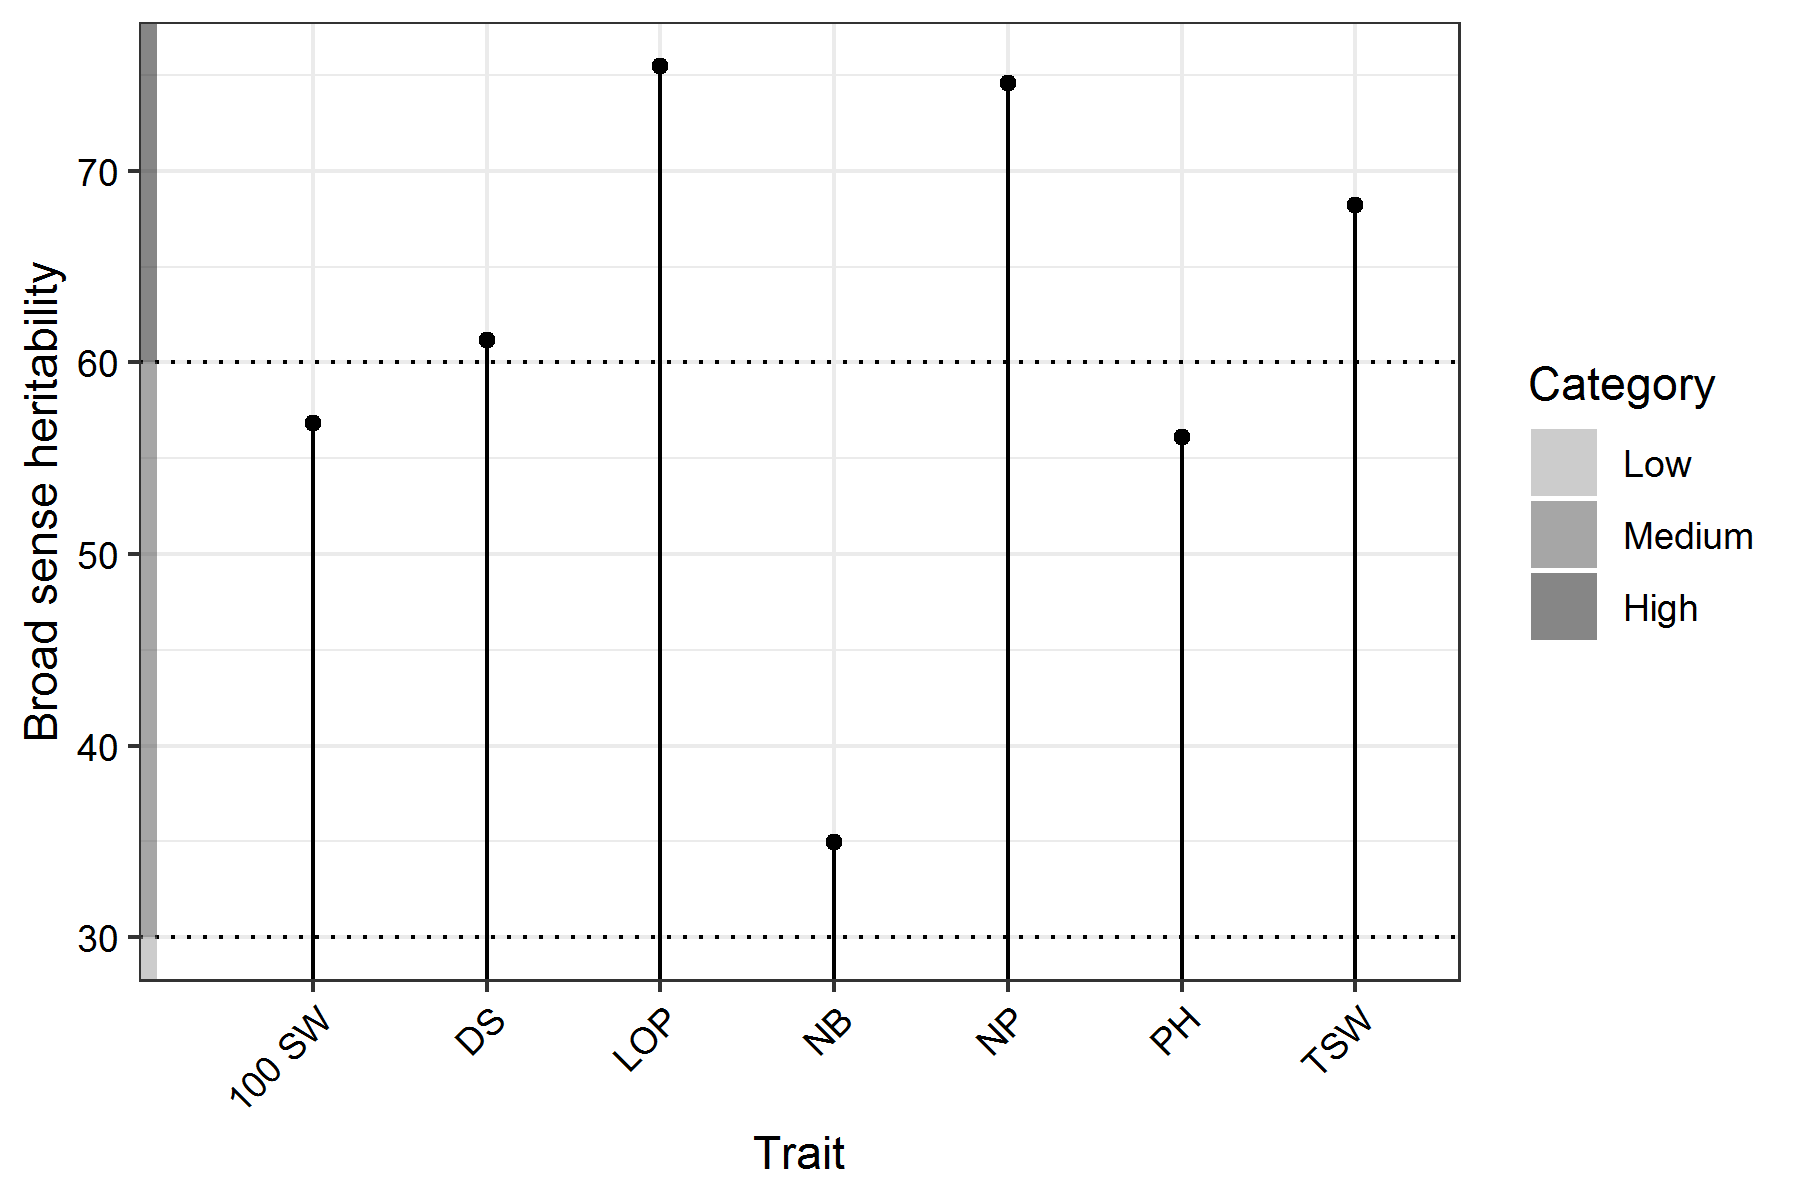 Broad sense heritability
70
60
50
40
30
100 SW
DS
LOP
NB
NP
PH
TSW
Trait
Category
Low
Medium
High